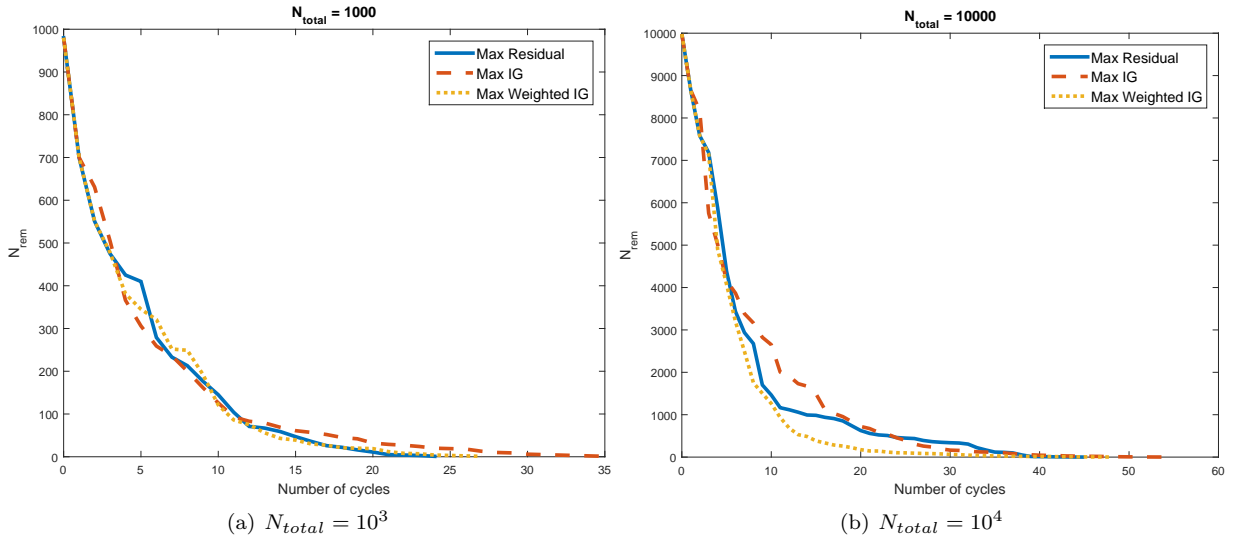 N_total = 1000
1000
900
800
700
600
500
400
300
200
100
0
N_rem
0 5 10 15 20 25 30 35
Number of cycles
Max Residual
Max IG
Max Weighted IG
(a) N_total = 10^3
N_total = 10000
10000
9000
8000
7000
6000
5000
4000
3000
2000
1000
0
N_rem
0 10 20 30 40 50 60
Number of cycles
Max Residual
Max IG
Max Weighted IG
(b) N_total = 10^4